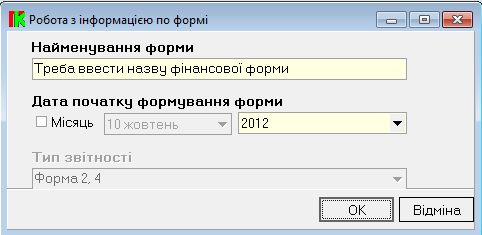 Робота з інформацією по формі
Найменування форми
Треба ввести назву фінансової форми
Дата початку формування форми
Місяць 10 жовтень 2012
Тип звітності
Форма 2, 4
OK Відміна